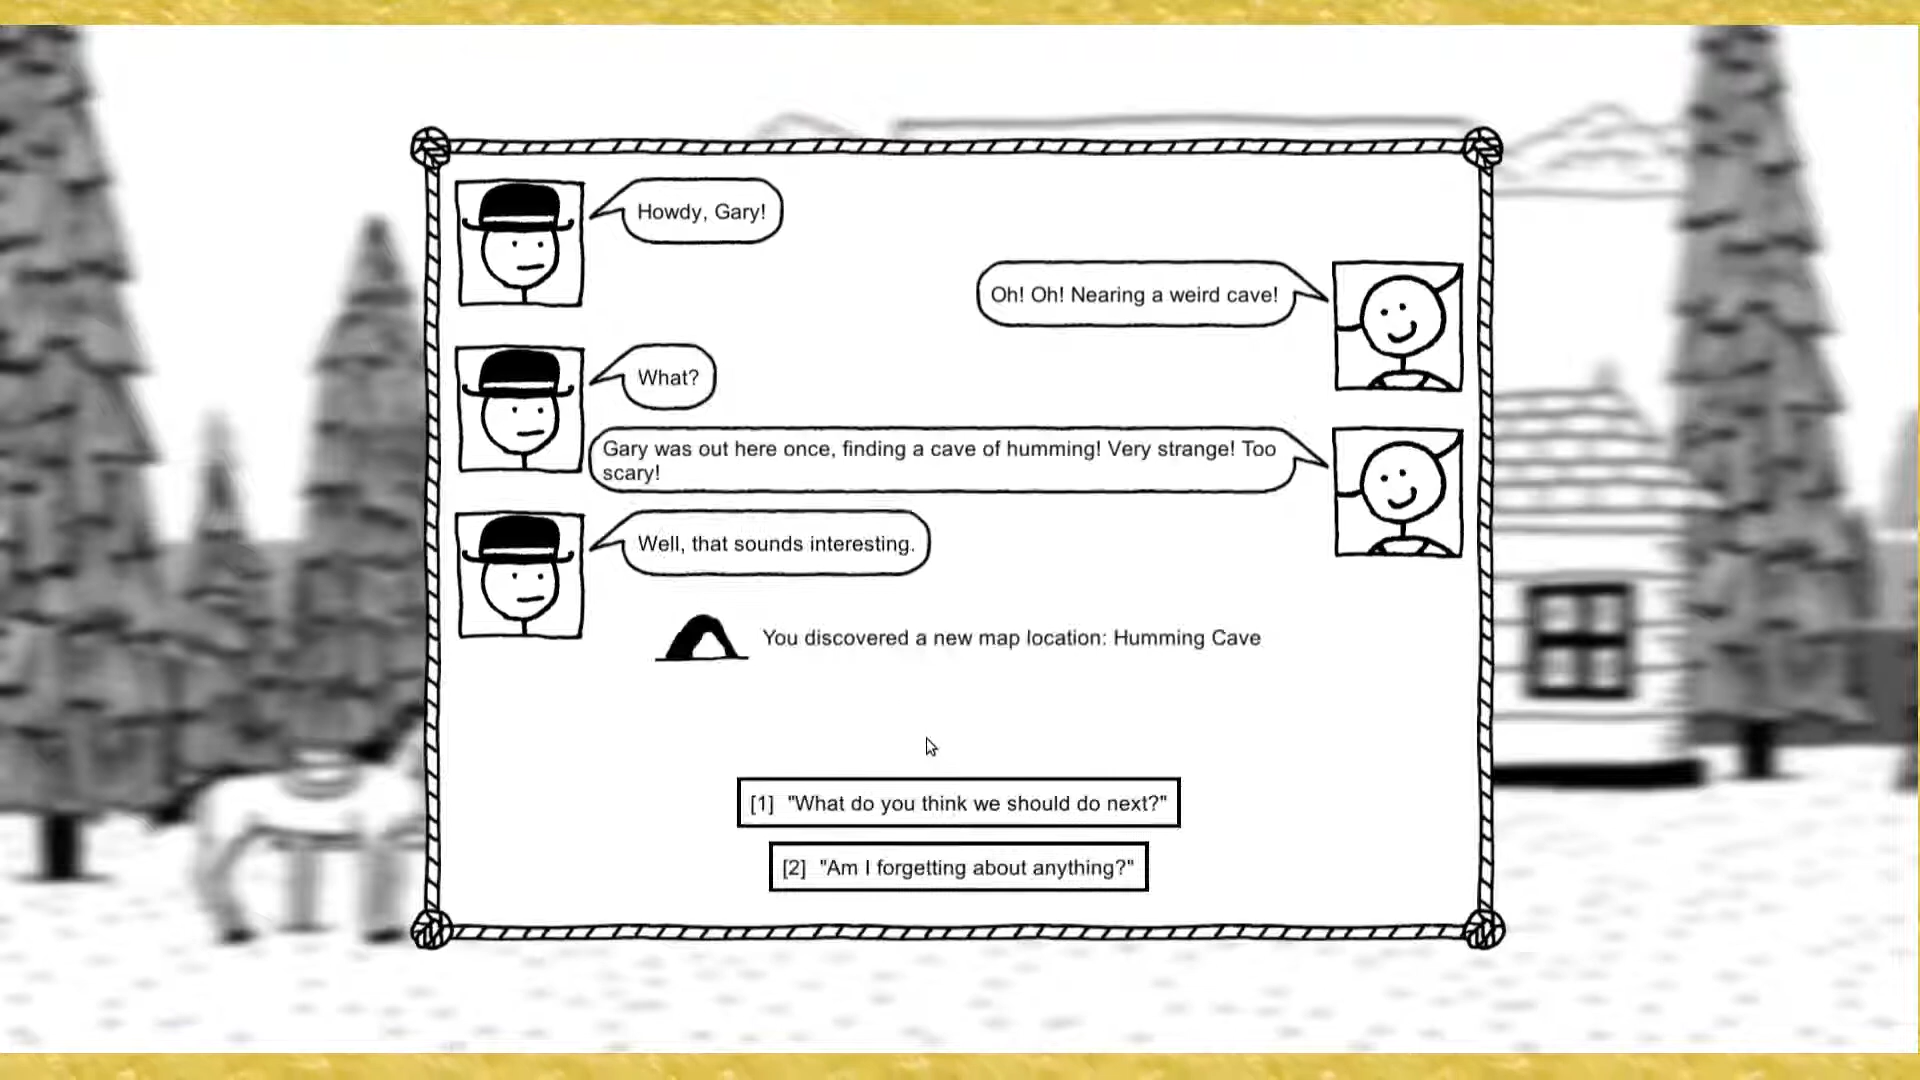 Howdy, Gary!
Oh! Oh! Nearing a weird cave!
What?
Gary was out here once, finding a cave of humming! Very strange! Too
scary!
Well, that sounds interesting.
You discovered a new map location: Humming Cave
[1] "What do you think we should do next?"
[2] "Am I forgetting about anything?"